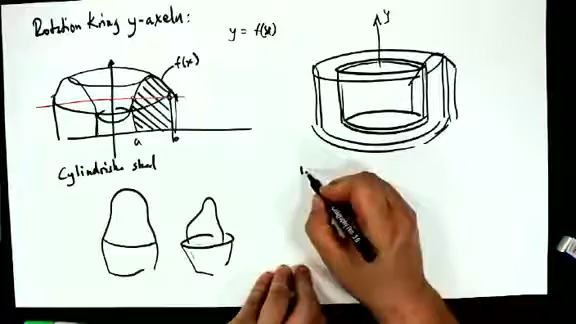 Rotation kring y-axeln:
y = f(x)
f(x)
a
b
Cylindriska skal
y